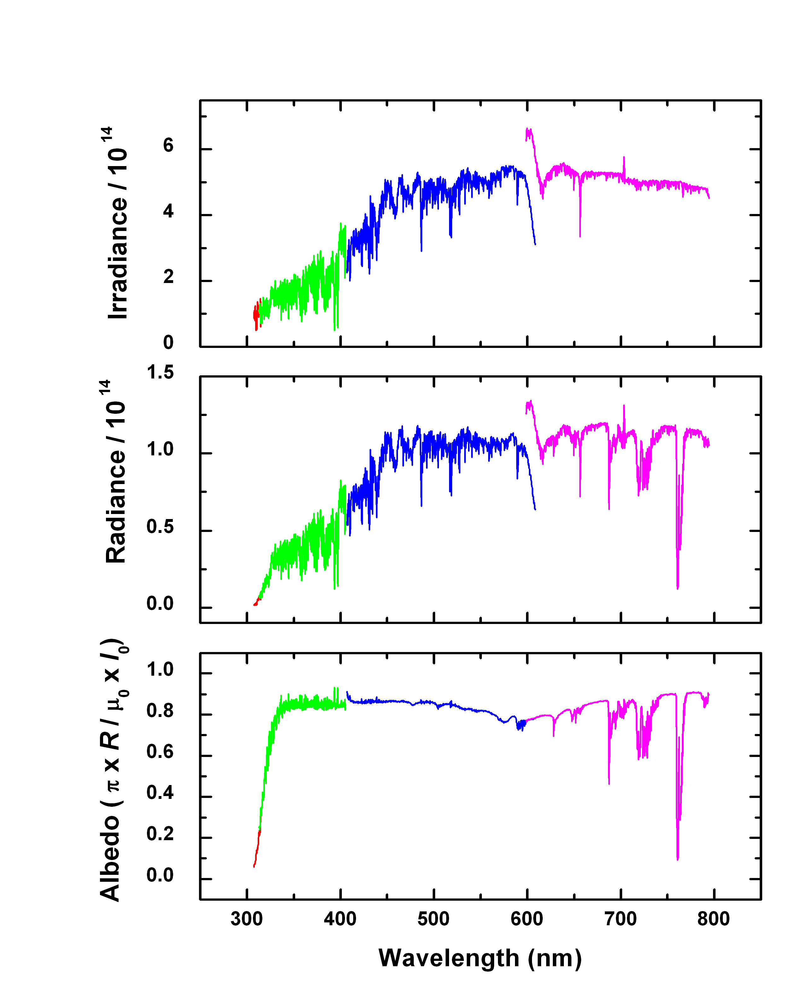 Irradiance / 10 14
6
4
2
0
Radiance / 10 14
1.5
1.0
0.5
0.0
Albedo ( π x R / μ0 x I0)
1.0
0.8
0.6
0.4
0.2
0.0
300 400 500 600 700 800
Wavelength (nm)